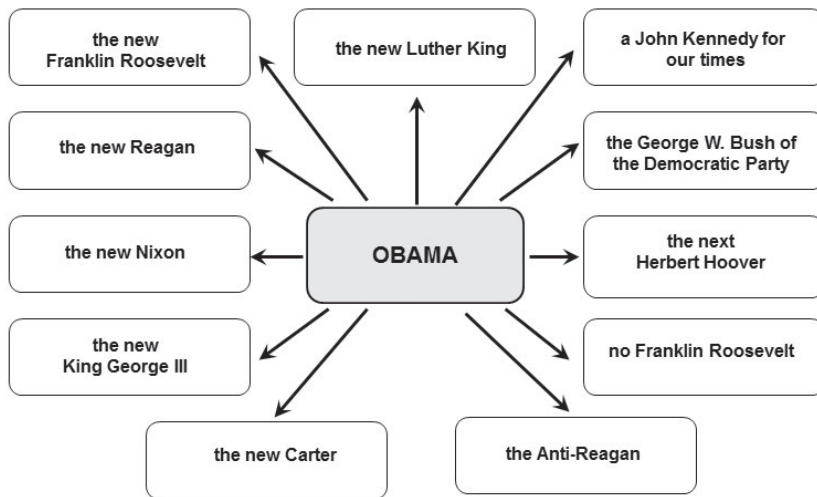 the new
Franklin Roosevelt
the new Luther King
a John Kennedy for
our times
the new Reagan
the George W. Bush of
the Democratic Party
the new Nixon
OBAMA
the next
Herbert Hoover
the new
King George III
no Franklin Roosevelt
the new Carter
the Anti-Reagan